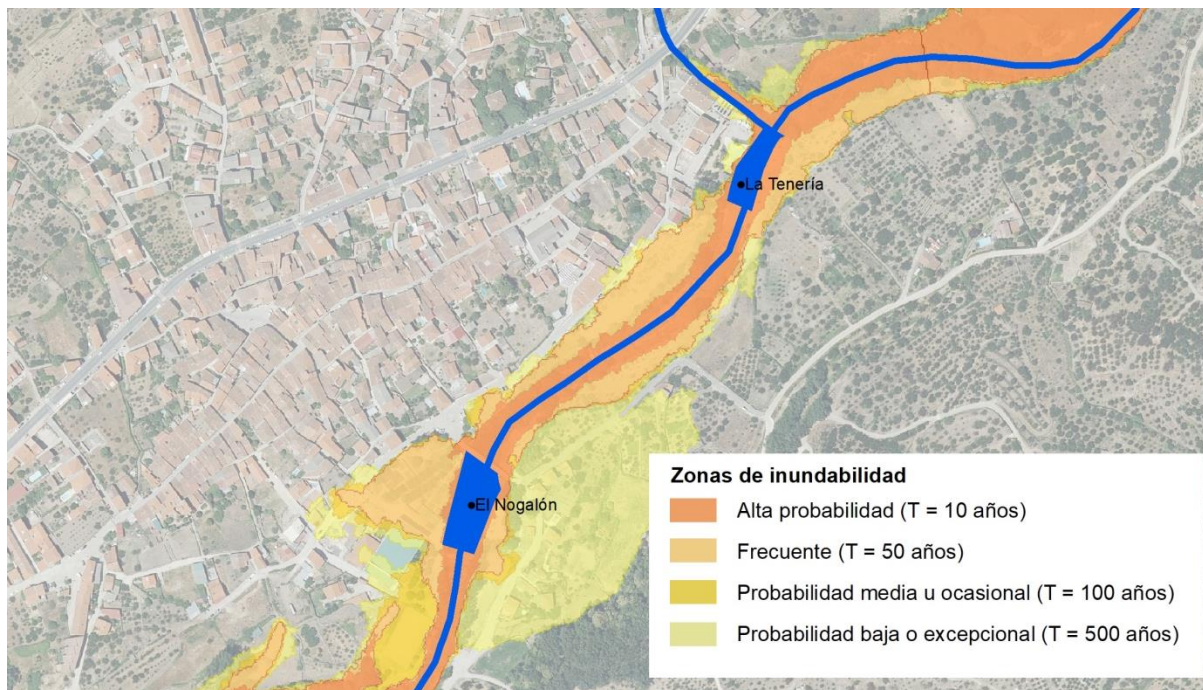 La Tenería
El Nogalón
Zonas de inundabilidad
Alta probabilidad (T = 10 años)
Frecuente (T = 50 años)
Probabilidad media u ocasional (T = 100 años)
Probabilidad baja o excepcional (T = 500 años)